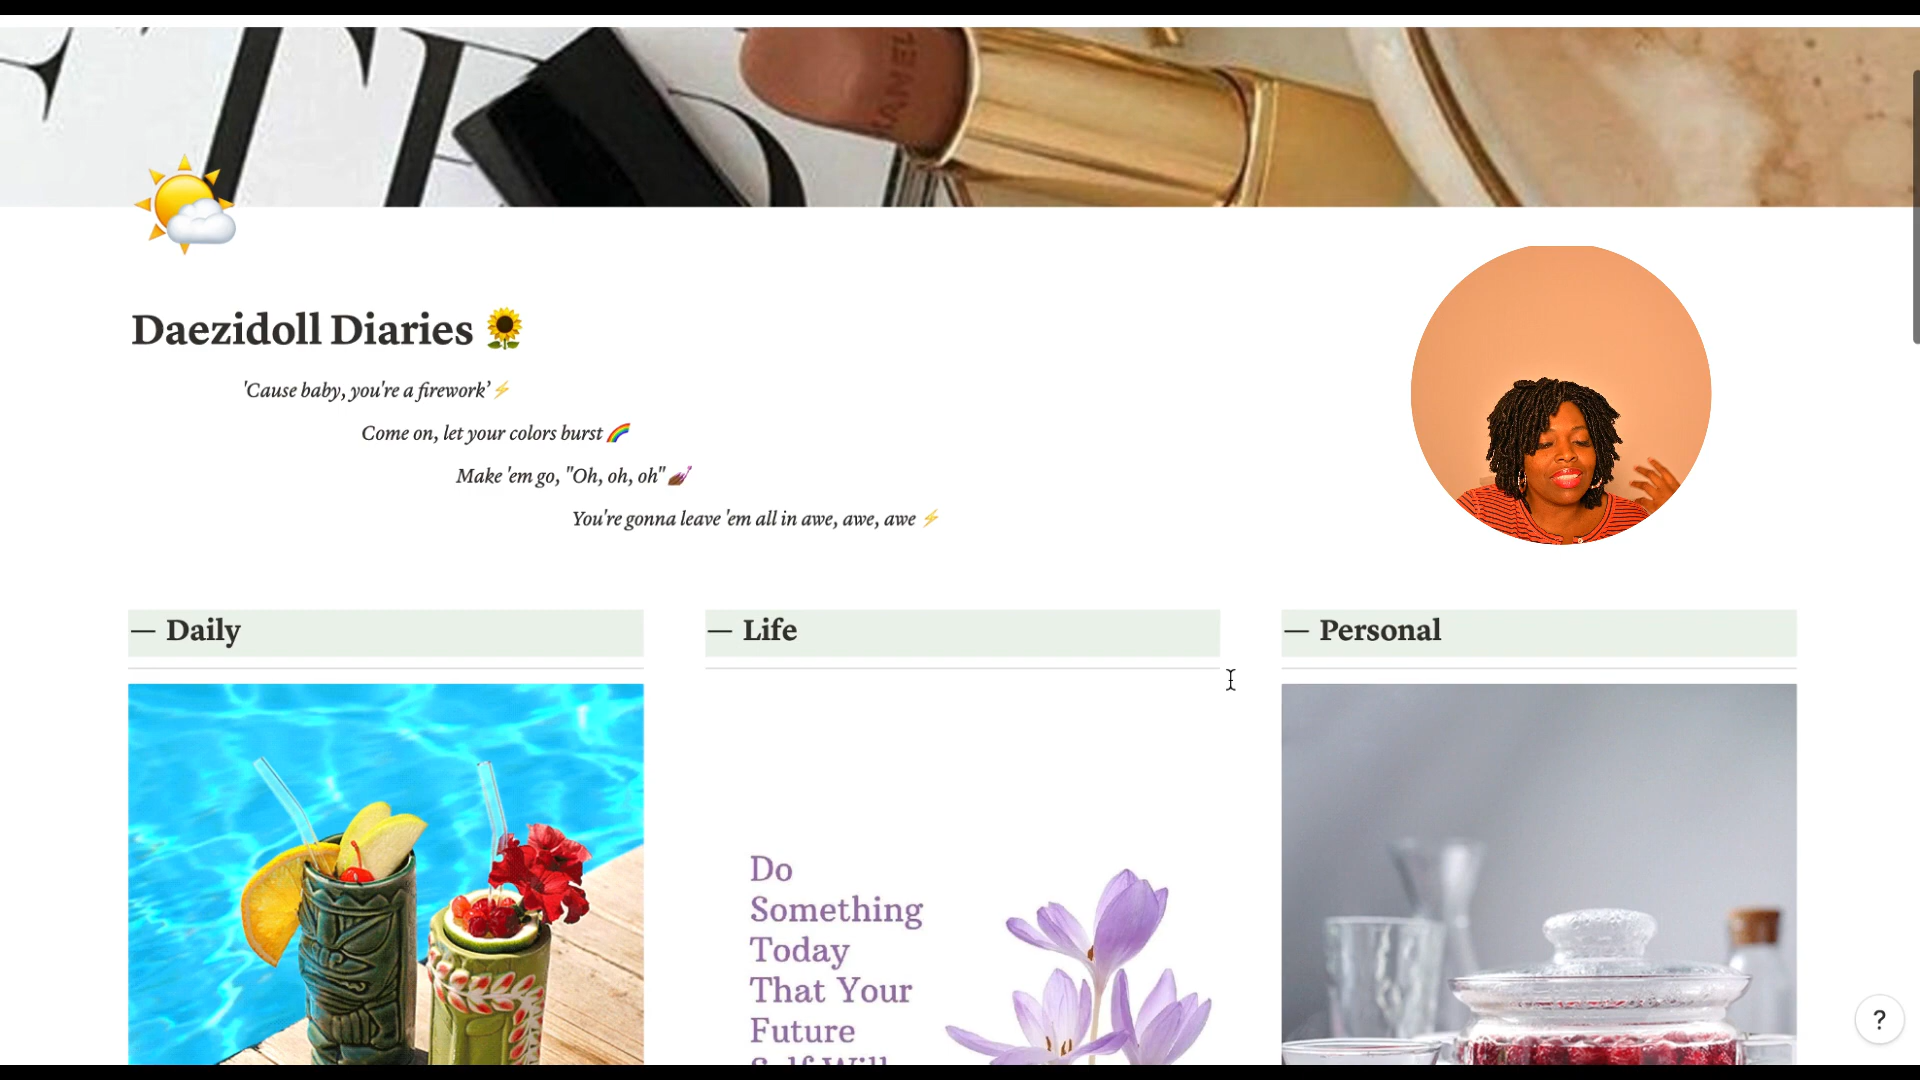 Daezidoll Diaries 🌻
'Cause baby, you're a firework’⚡
Come on, let your colors burst 🌈
Make 'em go, "Oh, oh, oh" 💅🏾
You're gonna leave 'em all in awe, awe, awe ⚡
— Daily
— Life
— Personal
Do
Something
Today
That Your
Future
Self Will
?